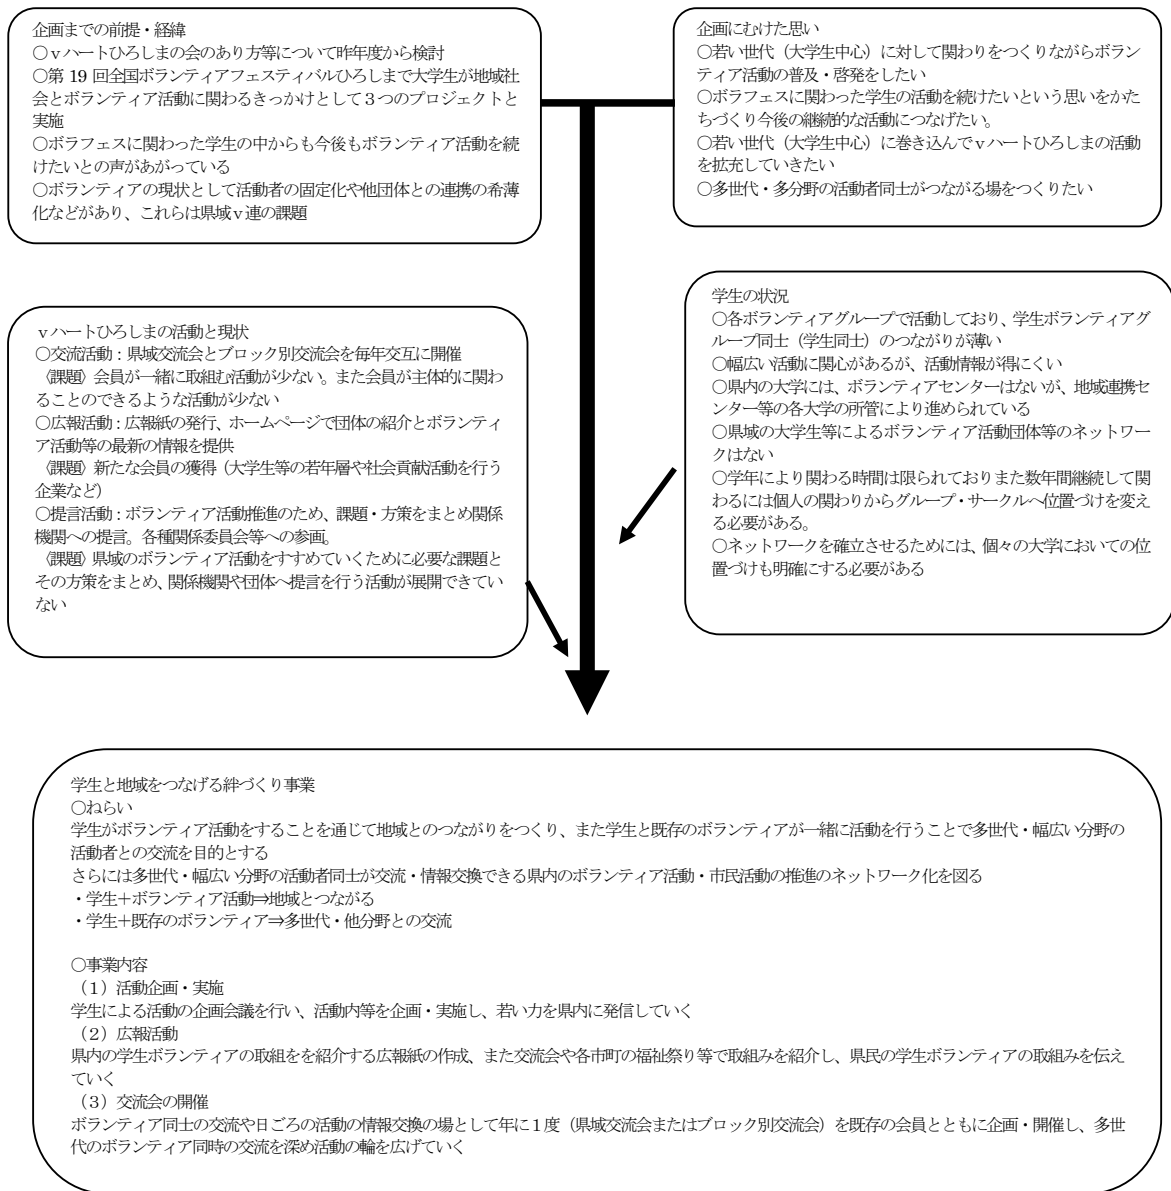 企画までの前提・経緯
○ｖハートひろしまの会のあり方等について昨年度から検討
○第 19 回全国ボランティアフェスティバルひろしまで大学生が地域社
会とボランティア活動に関わるきっかけとして３つのプロジェクトと
実施
○ボラフェスに関わった学生の中からも今後もボランティア活動を続
けたいとの声があがっている
○ボランティアの現状として活動者の固定化や他団体との連携の希薄
化などがあり、これらは県域ｖ連の課題
企画にむけた思い
○若い世代（大学生中心）に対して関わりをつくりながらボラン
ティア活動の普及・啓発をしたい
○ボラフェスに関わった学生の活動を続けたいという思いをかた
ちづくり今後の継続的な活動につなげたい。
○若い世代（大学生中心）に巻き込んでｖハートひろしまの活動
を拡充していきたい
○多世代・多分野の活動者同士がつながる場をつくりたい
ｖハートひろしまの活動と現状
○交流活動：県域交流会とブロック別交流会を毎年交互に開催
〈課題〉会員が一緒に取組む活動が少ない。また会員が主体的に関わ
ることのできるような活動が少ない
○広報活動：広報紙の発行、ホームページで団体の紹介とボランティ
ア活動等の最新の情報を提供
〈課題〉新たな会員の獲得（大学生等の若年層や社会貢献活動を行う
企業など）
○提言活動：ボランティア活動推進のため、課題・方策をまとめ関係
機関への提言。各種関係委員会等への参画。
〈課題〉県域のボランティア活動をすすめていくために必要な課題と
その方策をまとめ、関係機関や団体へ提言を行う活動が展開できてい
ない
学生の状況
○各ボランティアグループで活動しており、学生ボランティアグ
ループ同士（学生同士）のつながりが薄い
○幅広い活動に関心があるが、活動情報が得にくい
○県内の大学には、ボランティアセンターはないが、地域連携セ
ンター等の各大学の所管により進められている
○県域の大学生等によるボランティア活動団体等のネットワー
クはない
○学年により関わる時間は限られておりまた数年間継続して関
わるには個人の関わりからグループ・サークルへ位置づけを変え
る必要がある。
○ネットワークを確立させるためには、個々の大学においての位
置づけも明確にする必要がある
学生と地域をつなげる絆づくり事業
○ねらい
学生がボランティア活動をすることを通じて地域とのつながりをつくり、また学生と既存のボランティアが一緒に活動を行うことで多世代・幅広い分野の
活動者との交流を目的とする
さらには多世代・幅広い分野の活動者同士が交流・情報交換できる県内のボランティア活動・市民活動の推進のネットワーク化を図る
・学生＋ボランティア活動⇒地域とつながる
・学生＋既存のボランティア⇒多世代・他分野との交流
○事業内容
（１）活動企画・実施
学生による活動の企画会議を行い、活動内等を企画・実施し、若い力を県内に発信していく
（２）広報活動
県内の学生ボランティアの取組をを紹介する広報紙の作成、また交流会や各市町の福祉祭り等で取組みを紹介し、県民の学生ボランティアの取組みを伝え
ていく
（３）交流会の開催
ボランティア同士の交流や日ごろの活動の情報交換の場として年に１度（県域交流会またはブロック別交流会）を既存の会員とともに企画・開催し、多世
代のボランティア同時の交流を深め活動の輪を広げていく